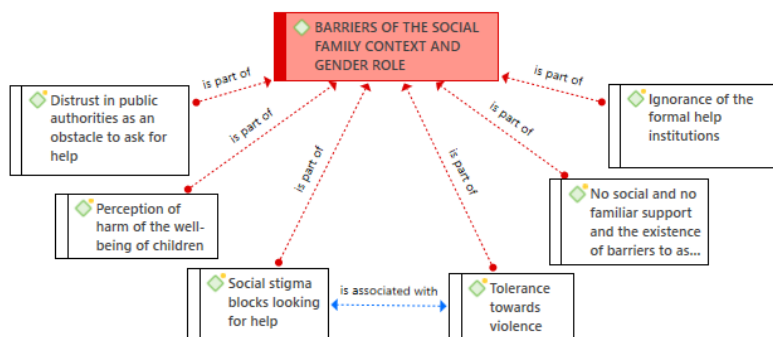 BARRIERS OF THE SOCIAL
FAMILY CONTEXT AND
GENDER ROLE
is part of
is part of
Distrust in public
authorities as an
obstacle to ask for
help
Ignorance of the
formal help
institutions
is part of
is part of
is part of
is part of
Perception of
harm of the well-
being of children
No social and no
familiar support
and the existence
of barriers to as...
Social stigma
blocks looking
for help
is associated with
Tolerance
towards
violence